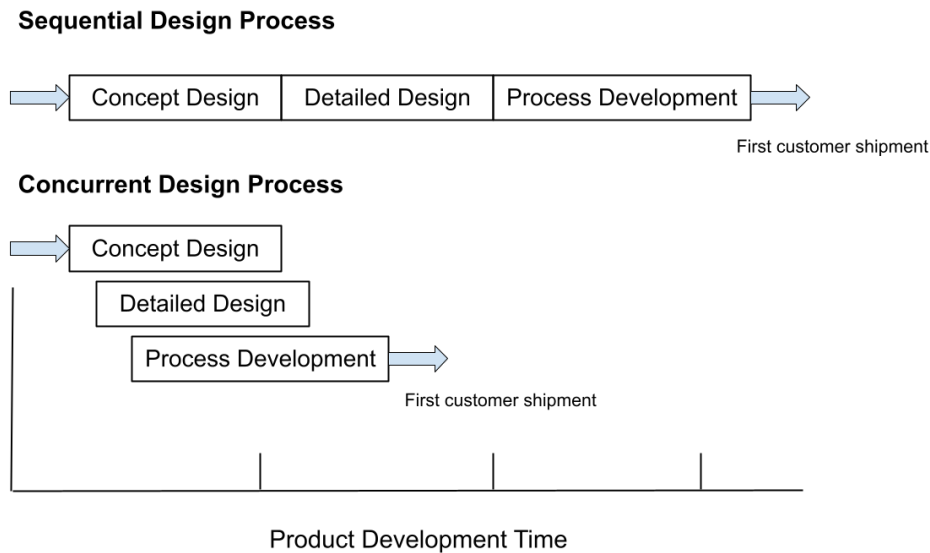 Sequential Design Process
Concept Design
Detailed Design
Process Development
First customer shipment
Concurrent Design Process
Concept Design
Detailed Design
Process Development
First customer shipment
Product Development Time